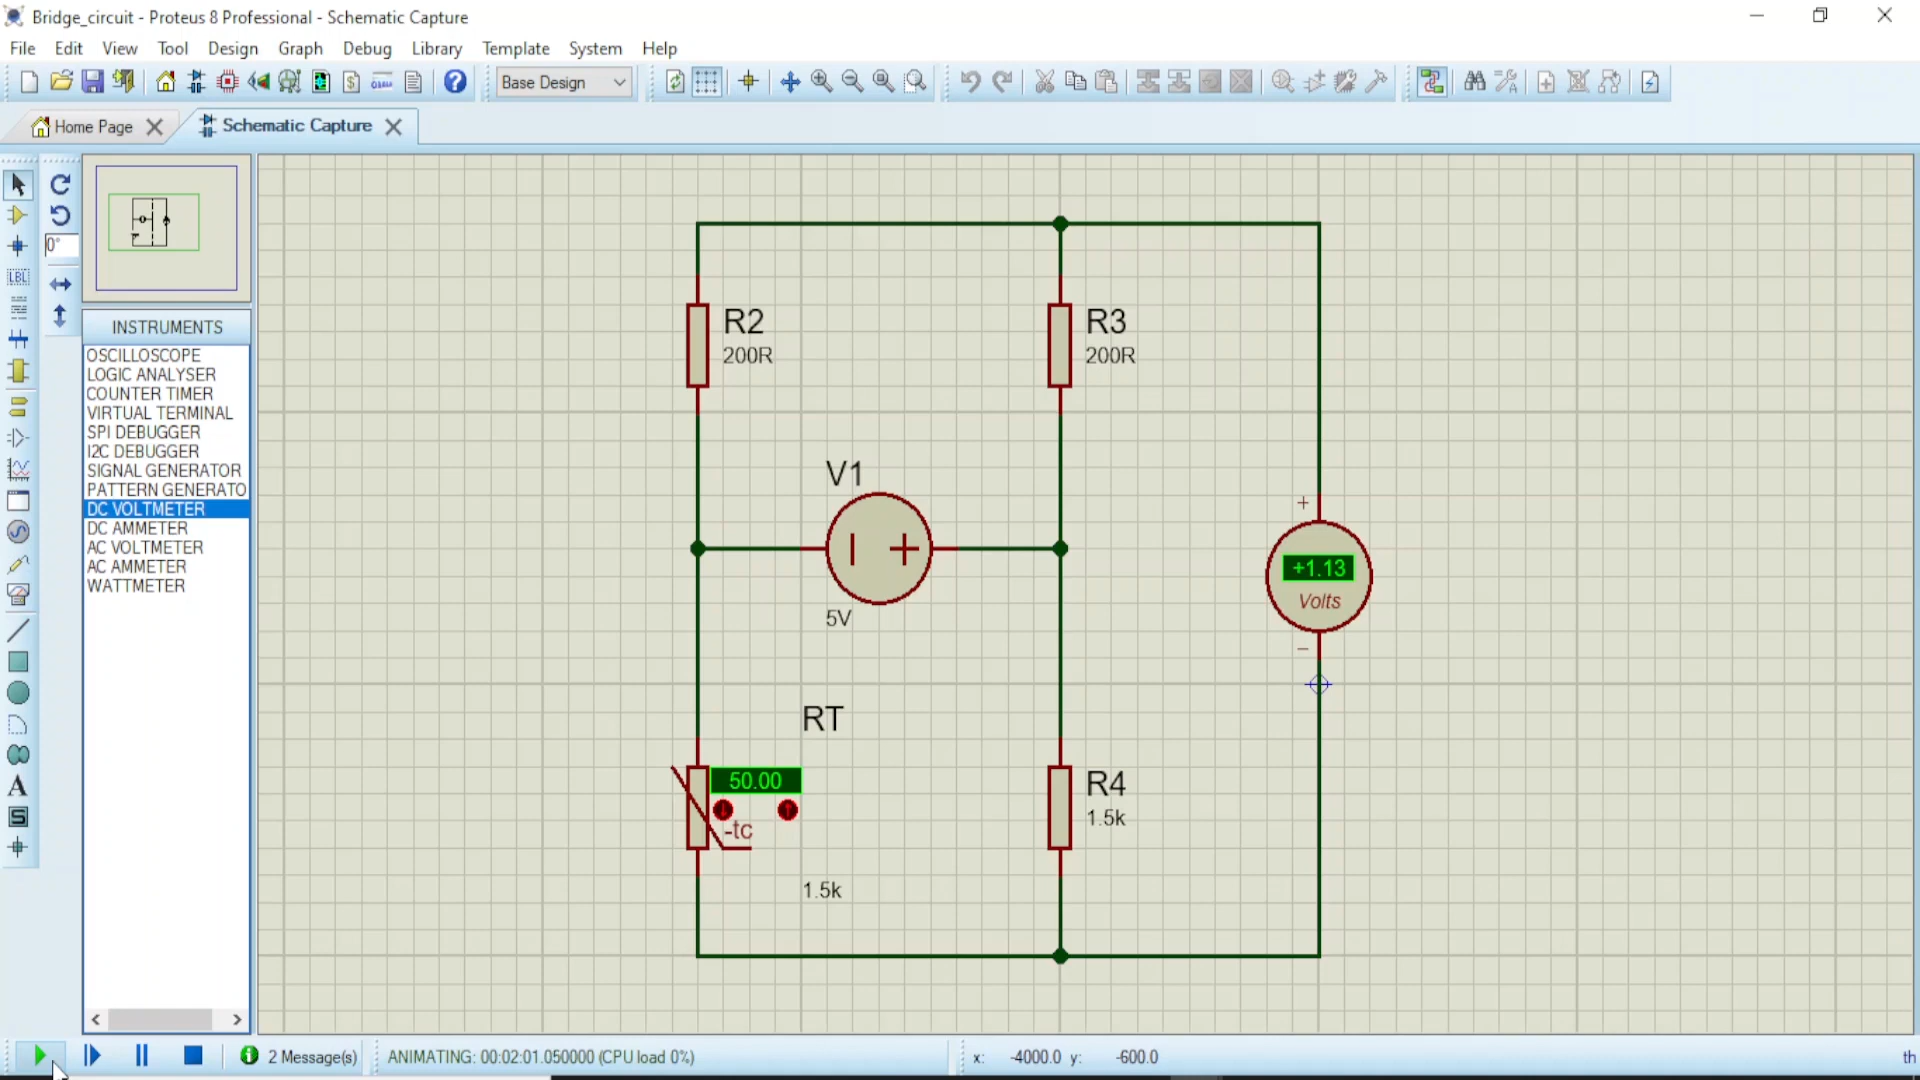 Bridge_circuit - Proteus 8 Professional - Schematic Capture
File Edit View Tool Design Graph Debug Library Template System Help
Base Design
Home Page Schematic Capture
LBL
0°
INSTRUMENTS
OSCILLOSCOPE
LOGIC ANALYSER
COUNTER TIMER
VIRTUAL TERMINAL
SPI DEBUGGER
I2C DEBUGGER
SIGNAL GENERATOR
PATTERN GENERATO
DC VOLTMETER
DC AMMETER
AC VOLTMETER
AC AMMETER
WATTMETER
A
S
R2
200R
R3
200R
V1
5V
+
+1.13
Volts
−
RT
50.00
-tc
1.5k
R4
1.5k
2 Message(s) ANIMATING: 00:02:01.050000 (CPU load 0%) x: -4000.0 y: -600.0 th